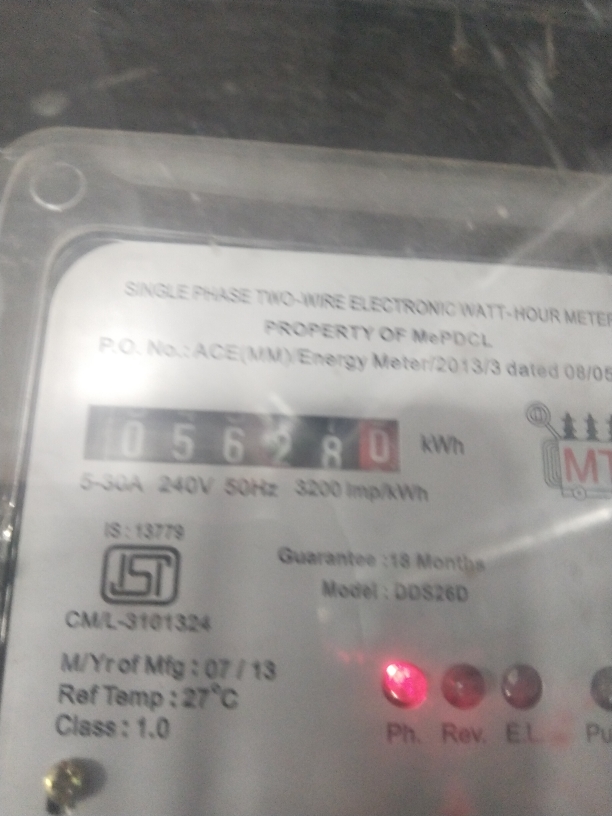 SINGLE PHASE TWO-WIRE ELECTRONIC WATT-HOUR METER
PROPERTY OF MePDCL
P.O. No.: ACE(MM)/Energy Meter/2013/3 dated 08/05
0 5 6 2 8 0 kWh
5-30A 240V 50Hz 3200 Imp/kWh
MT
IS : 13779
CM/L-3101324
Guarantee :18 Months
Model : DDS26D
M/Yr of Mfg : 07 / 13
Ref Temp : 27°C
Class : 1.0
Ph. Rev. E.L. Pu